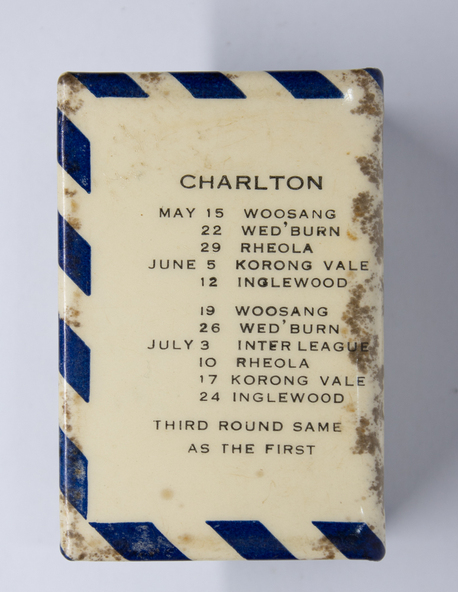 CHARLTON
MAY 15 WOOSANG
22 WED'BURN
29 RHEOLA
JUNE 5 KORONG VALE
12 INGLEWOOD
19 WOOSANG
26 WED'BURN
JULY 3 INTER LEAGUE
10 RHEOLA
17 KORONG VALE
24 INGLEWOOD
THIRD ROUND SAME
AS THE FIRST